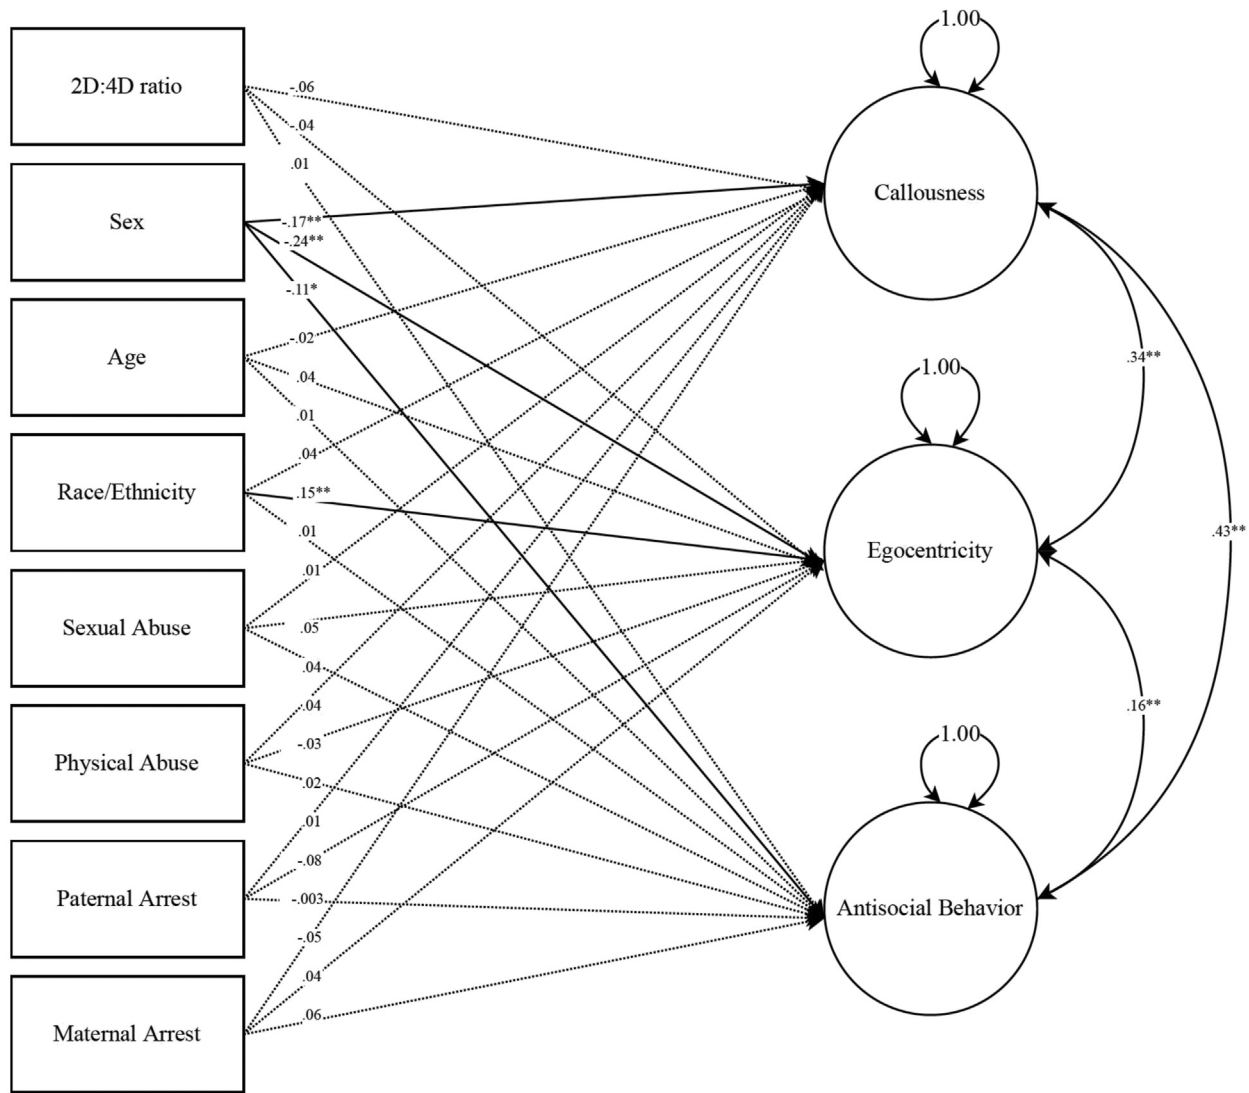 2D:4D ratio
Sex
Age
Race/Ethnicity
Sexual Abuse
Physical Abuse
Paternal Arrest
Maternal Arrest
-.06
-.04
.01
-.17**
-.24**
-.11*
-.02
.04
.01
.04
.15**
.01
.01
.05
.04
.04
-.03
.02
.01
-.08
-.003
-.05
.04
.06
1.00
Callousness
1.00
Egocentricity
1.00
Antisocial Behavior
.34**
.43**
.16**